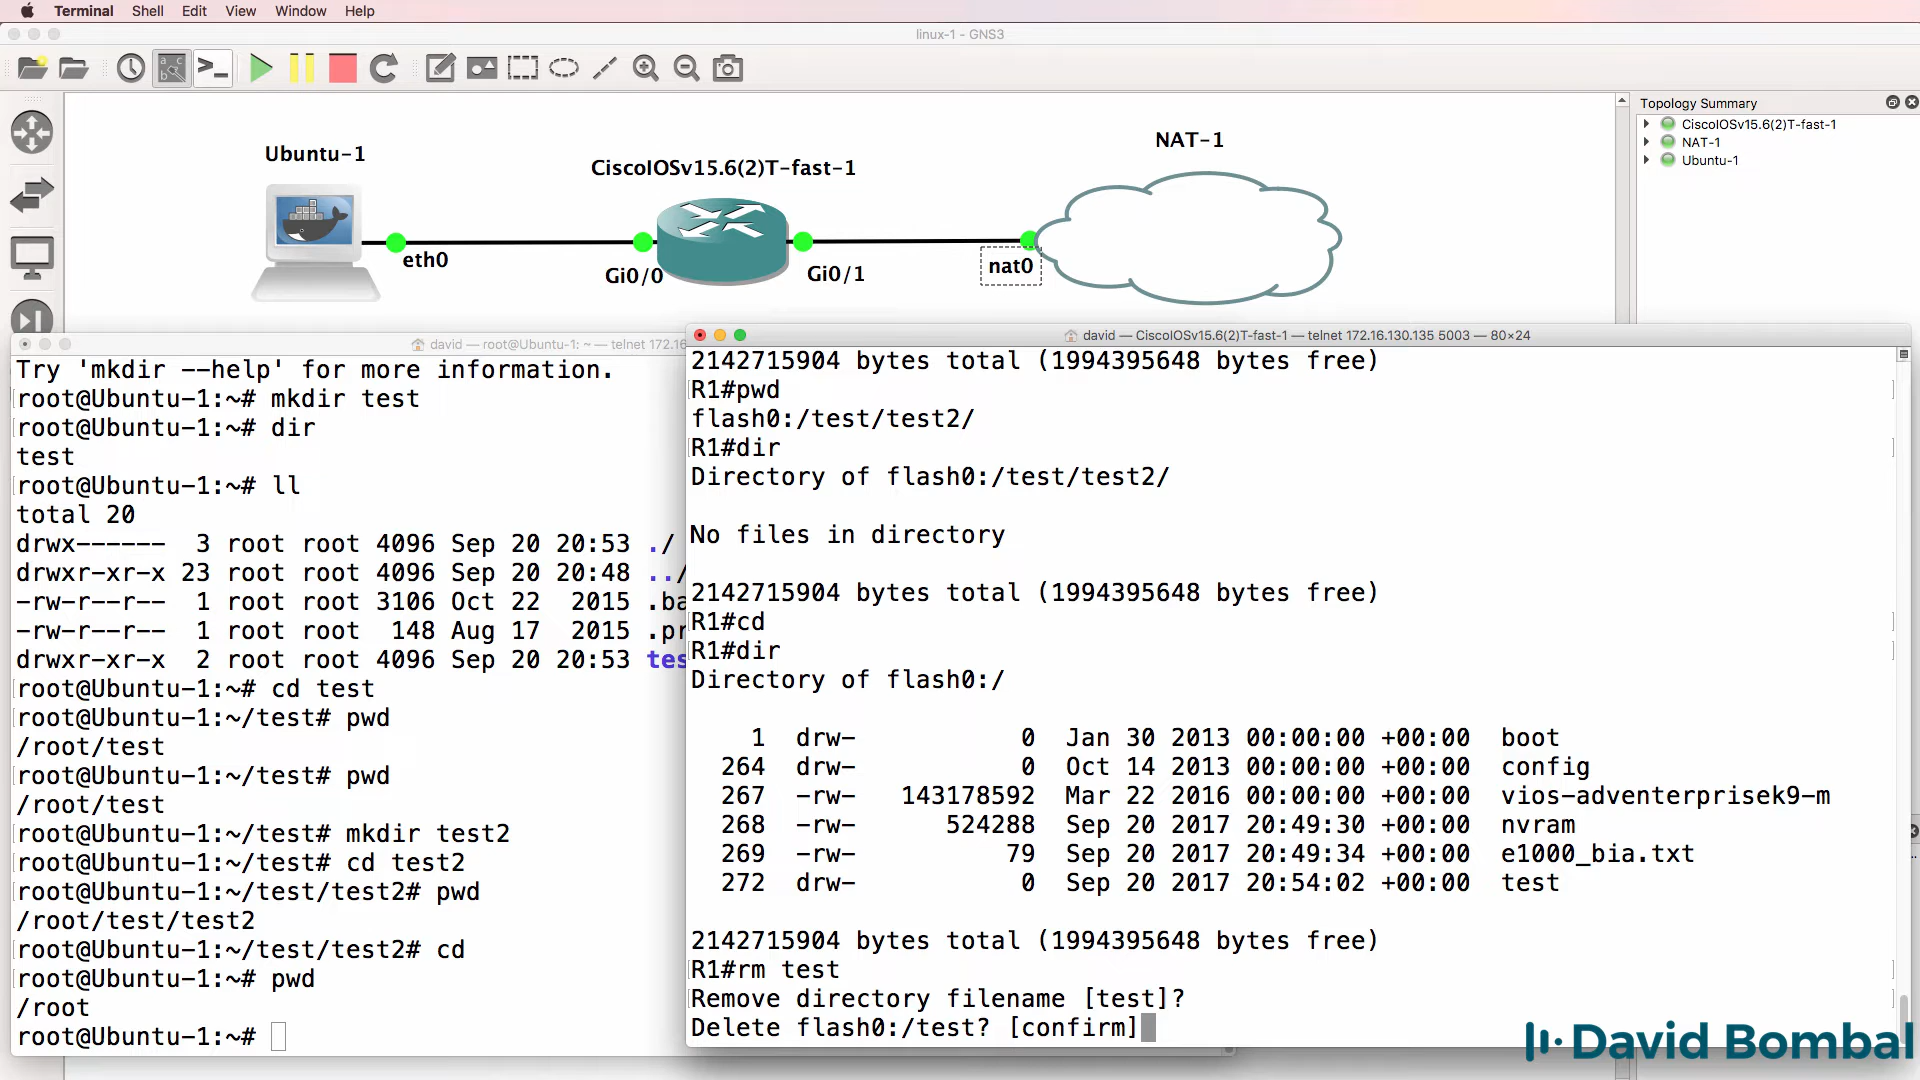 Terminal Shell Edit View Window Help
linux-1 - GNS3
Topology Summary
CiscoIOSv15.6(2)T-fast-1
NAT-1
Ubuntu-1
Ubuntu-1
CiscoIOSv15.6(2)T-fast-1
NAT-1
eth0
Gi0/0
Gi0/1
nat0
david — root@Ubuntu-1: ~ — telnet 172.16
Try 'mkdir --help' for more information.
root@Ubuntu-1:~# mkdir test
root@Ubuntu-1:~# dir
test
root@Ubuntu-1:~# ll
total 20
drwx------ 3 root root 4096 Sep 20 20:53 ./
drwxr-xr-x 23 root root 4096 Sep 20 20:48 ../
-rw-r--r-- 1 root root 3106 Oct 22 2015 .ba
-rw-r--r-- 1 root root 148 Aug 17 2015 .pr
drwxr-xr-x 2 root root 4096 Sep 20 20:53 tes
root@Ubuntu-1:~# cd test
root@Ubuntu-1:~/test# pwd
/root/test
root@Ubuntu-1:~/test# pwd
/root/test
root@Ubuntu-1:~/test# mkdir test2
root@Ubuntu-1:~/test# cd test2
root@Ubuntu-1:~/test/test2# pwd
/root/test/test2
root@Ubuntu-1:~/test/test2# cd
root@Ubuntu-1:~# pwd
/root
root@Ubuntu-1:~#
david — CiscoIOSv15.6(2)T-fast-1 — telnet 172.16.130.135 5003 — 80×24
2142715904 bytes total (1994395648 bytes free)
R1#pwd
flash0:/test/test2/
R1#dir
Directory of flash0:/test/test2/
No files in directory
2142715904 bytes total (1994395648 bytes free)
R1#cd
R1#dir
Directory of flash0:/
1 drw- 0 Jan 30 2013 00:00:00 +00:00 boot
264 drw- 0 Oct 14 2013 00:00:00 +00:00 config
267 -rw- 143178592 Mar 22 2016 00:00:00 +00:00 vios-adventerprisek9-m
268 -rw- 524288 Sep 20 2017 20:49:30 +00:00 nvram
269 -rw- 79 Sep 20 2017 20:49:34 +00:00 e1000_bia.txt
272 drw- 0 Sep 20 2017 20:54:02 +00:00 test
2142715904 bytes total (1994395648 bytes free)
R1#rm test
Remove directory filename [test]?
Delete flash0:/test? [confirm]
David Bombal